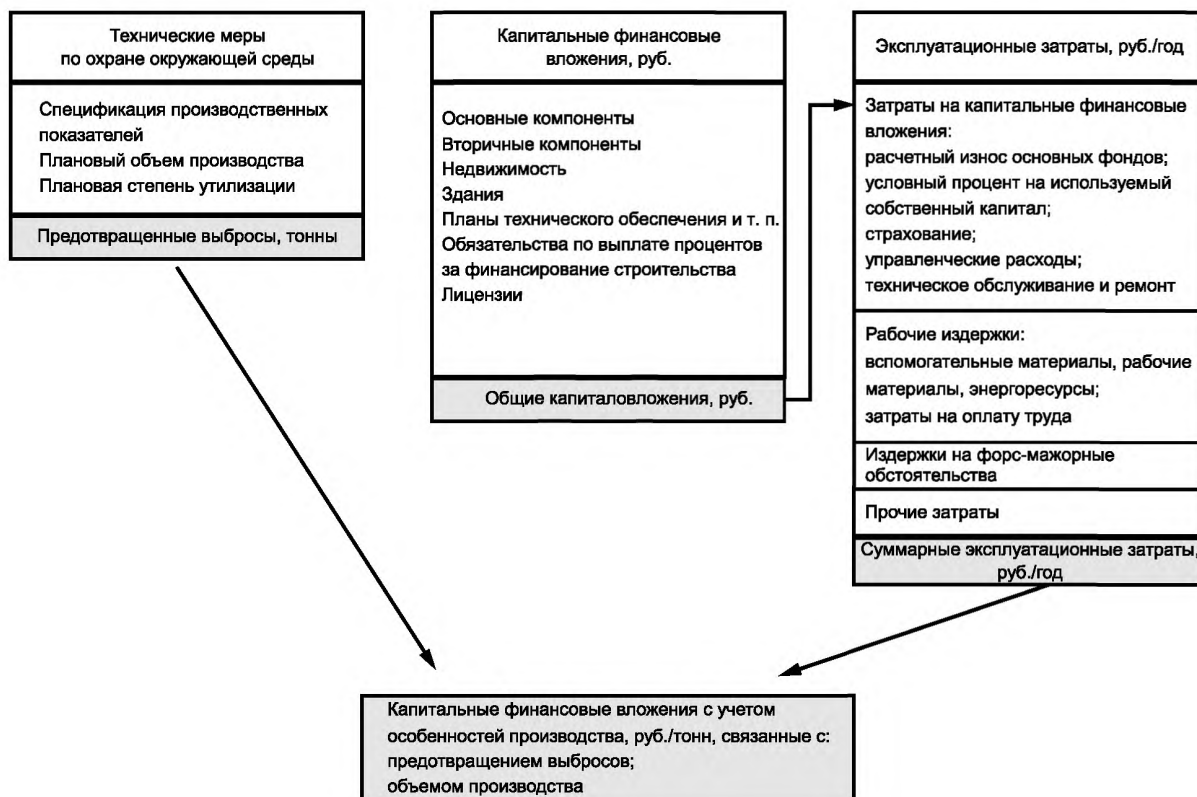 Технические меры
по охране окружающей среды
Спецификация производственных
показателей
Плановый объем производства
Плановая степень утилизации
Предотвращенные выбросы, тонны
Капитальные финансовые
вложения, руб.
Основные компоненты
Вторичные компоненты
Недвижимость
Здания
Планы технического обеспечения и т. п.
Обязательства по выплате процентов
за финансирование строительства
Лицензии
Общие капиталовложения, руб.
Эксплуатационные затраты, руб./год
Затраты на капитальные финансовые
вложения:
расчетный износ основных фондов;
условный процент на используемый
собственный капитал;
страхование;
управленческие расходы;
техническое обслуживание и ремонт
Рабочие издержки:
вспомогательные материалы, рабочие
материалы, энергоресурсы;
затраты на оплату труда
Издержки на форс-мажорные
обстоятельства
Прочие затраты
Суммарные эксплуатационные затраты,
руб./год
Капитальные финансовые вложения с учетом
особенностей производства, руб./тонн, связанные с:
предотвращением выбросов;
объемом производства